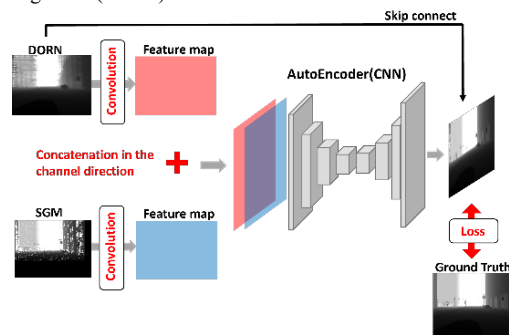 Skip connect
DORN
Feature map
Convolution
AutoEncoder(CNN)
Concatenation in the
channel direction
+
SGM
Feature map
Convolution
Loss
Ground Truth